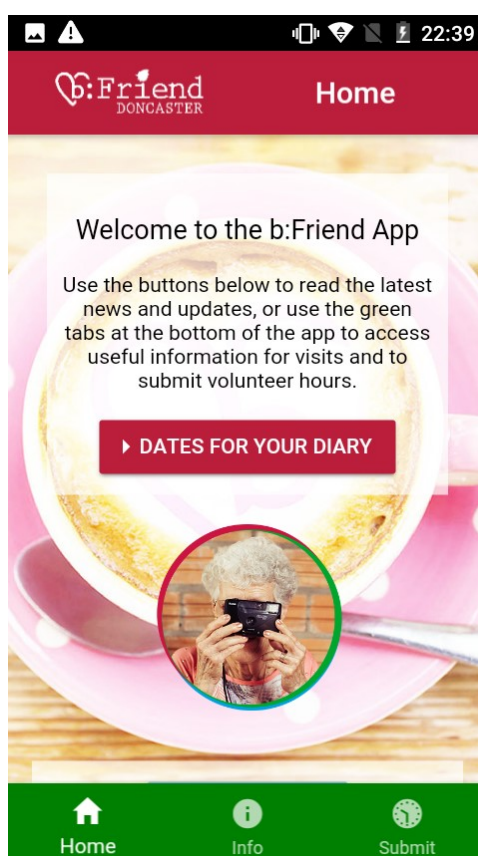 22:39
b:Friend
DONCASTER
Home
Welcome to the b:Friend App
Use the buttons below to read the latest
news and updates, or use the green
tabs at the bottom of the app to access
useful information for visits and to
submit volunteer hours.
DATES FOR YOUR DIARY
Home
Info
Submit